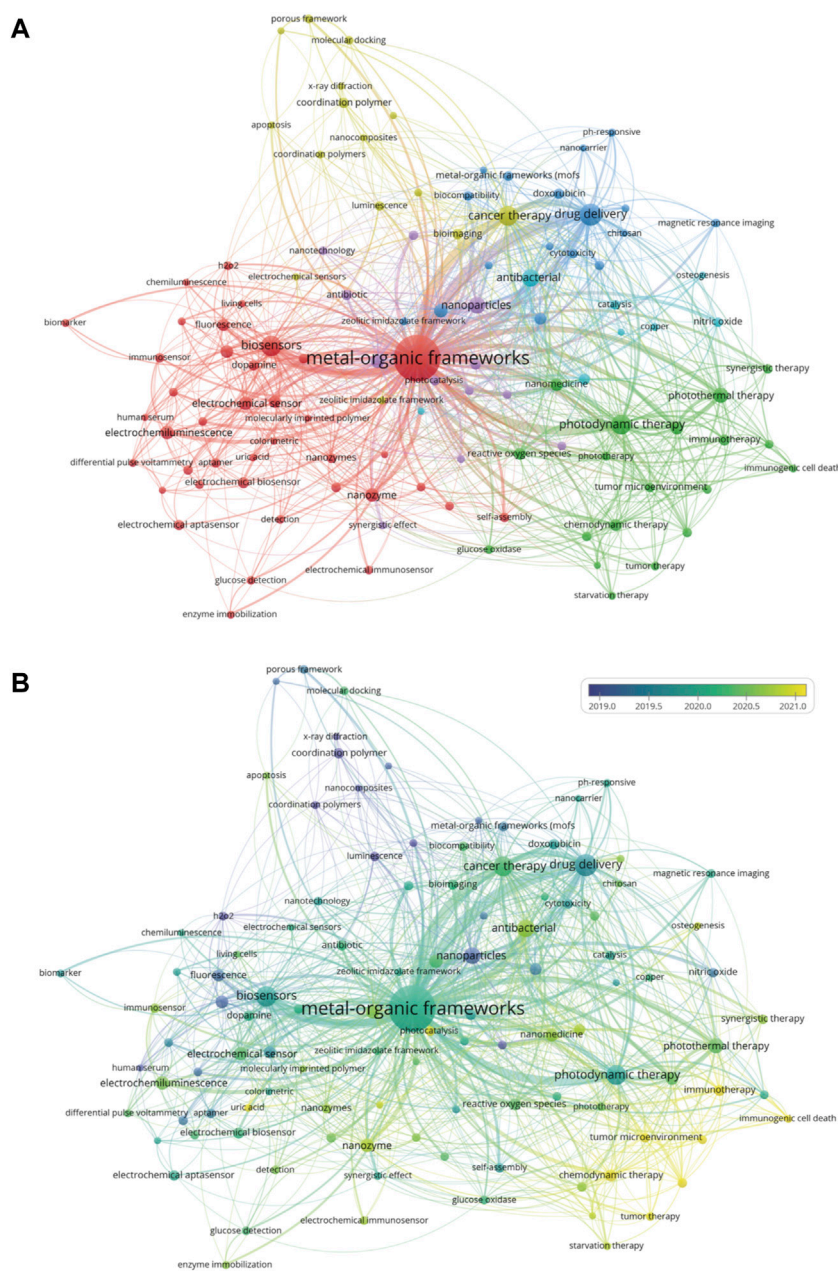 A
porous framework
molecular docking
x-ray diffraction
coordination polymer
apoptosis
nanocomposites
coordination polymers
ph-responsive
nanocarrier
metal-organic frameworks (mofs
biocompatibility
doxorubicin
luminescence
cancer therapy
drug delivery
chitosan
magnetic resonance imaging
bioimaging
nanotechnology
cytotoxicity
h2o2
electrochemical sensors
antibacterial
osteogenesis
chemiluminescence
living cells
antibiotic
nanoparticles
catalysis
biomarker
fluorescence
zeolitic imidazolate framework
copper
nitric oxide
biosensors
immunosensor
dopamine
metal-organic frameworks
synergistic therapy
photocatalysis
nanomedicine
photothermal therapy
electrochemical sensor
zeolitic imidazolate framework
human serum
molecularly imprinted polymer
photodynamic therapy
electrochemiluminescence
colorimetric
immunotherapy
differential pulse voltammetry
aptamer
uric acid
nanozymes
reactive oxygen species
phototherapy
immunogenic cell death
electrochemical biosensor
nanozyme
tumor microenvironment
electrochemical aptasensor
detection
synergistic effect
self-assembly
chemodynamic therapy
glucose oxidase
glucose detection
electrochemical immunosensor
tumor therapy
starvation therapy
enzyme immobilization
B
porous framework
2019.0 2019.5 2020.0 2020.5 2021.0
molecular docking
x-ray diffraction
coordination polymer
apoptosis
nanocomposites
coordination polymers
ph-responsive
nanocarrier
metal-organic frameworks (mofs
biocompatibility
doxorubicin
luminescence
cancer therapy
drug delivery
chitosan
magnetic resonance imaging
bioimaging
nanotechnology
cytotoxicity
h2o2
electrochemical sensors
antibacterial
osteogenesis
chemiluminescence
living cells
antibiotic
nanoparticles
catalysis
biomarker
fluorescence
zeolitic imidazolate framework
copper
nitric oxide
biosensors
immunosensor
dopamine
metal-organic frameworks
synergistic therapy
photocatalysis
nanomedicine
photothermal therapy
electrochemical sensor
zeolitic imidazolate framework
human serum
molecularly imprinted polymer
photodynamic therapy
electrochemiluminescence
colorimetric
immunotherapy
differential pulse voltammetry
aptamer
uric acid
nanozymes
reactive oxygen species
phototherapy
immunogenic cell death
electrochemical biosensor
nanozyme
tumor microenvironment
electrochemical aptasensor
detection
synergistic effect
self-assembly
chemodynamic therapy
glucose oxidase
glucose detection
electrochemical immunosensor
tumor therapy
starvation therapy
enzyme immobilization